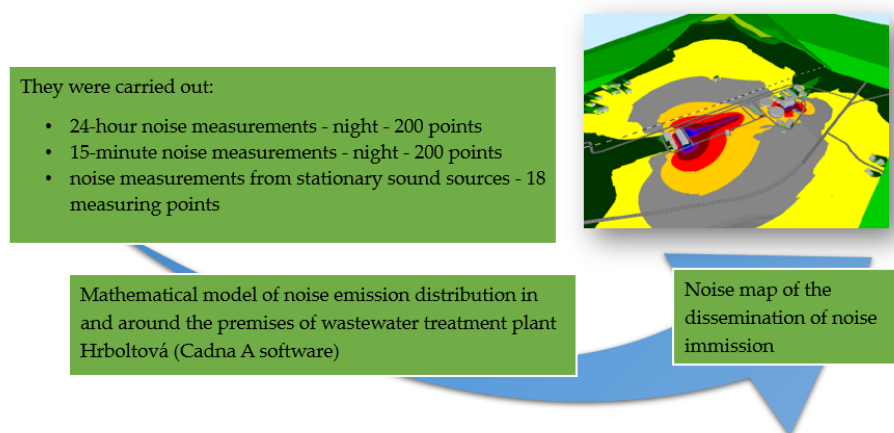 They were carried out:
• 24-hour noise measurements - night - 200 points
• 15-minute noise measurements - night - 200 points
• noise measurements from stationary sound sources - 18
measuring points
Mathematical model of noise emission distribution in
and around the premises of wastewater treatment plant
Hrboltová (Cadna A software)
Noise map of the
dissemination of noise
immission